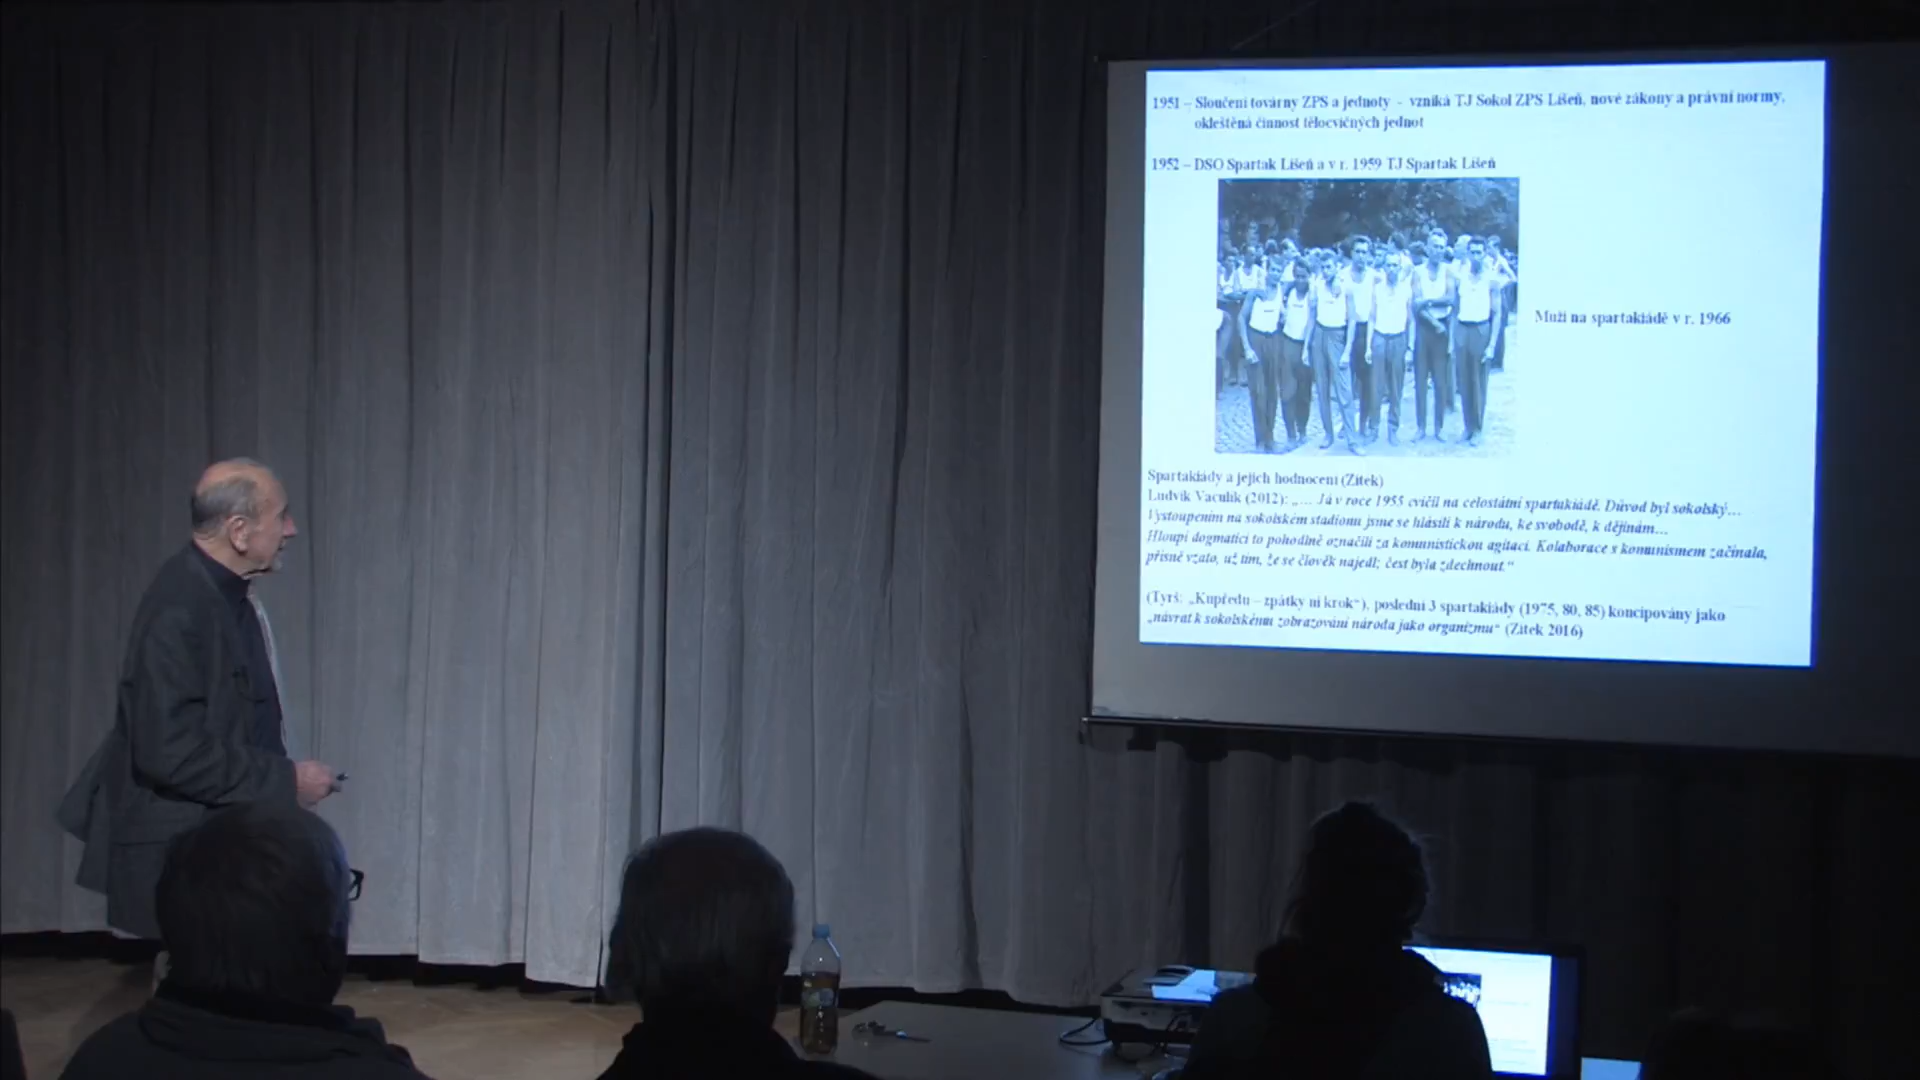 1951 – Sloučení továrny ZPS a jednoty - vzniká TJ Sokol ZPS Líšeň, nové zákony a právní normy,
okleštěná činnost tělocvičných jednot
1952 – DSO Spartak Líšeň a v r. 1959 TJ Spartak Líšeň
Muži na spartakiádě v r. 1966
Spartakiády a jejich hodnocení (Zítek)
Ludvík Vaculík (2012): „… Já v roce 1955 cvičil na celostátní spartakiádě. Důvod byl sokolský…
Vystoupením na sokolském stadionu jsme se hlásili k národu, ke svobodě, k dějinám…
Hloupí dogmatici to pohodlně označili za komunistickou agitaci. Kolaborace s komunismem začínala,
přísně vzato, už tím, že se člověk najedl; čest byla zdechnout.“
(Tyrš: „Kupředu – zpátky ni krok“), poslední 3 spartakiády (1975, 80, 85) koncipovány jako
„návrat k sokolskému zobrazování národa jako organizmu“ (Zítek 2016)